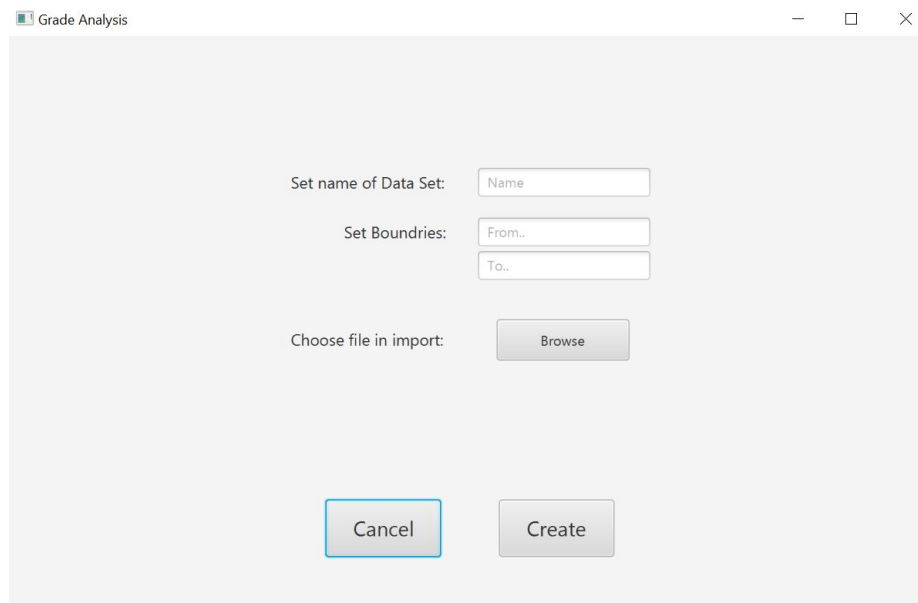 Grade Analysis
Set name of Data Set: Name
Set Boundries: From..
To..
Choose file in import: Browse
Cancel Create